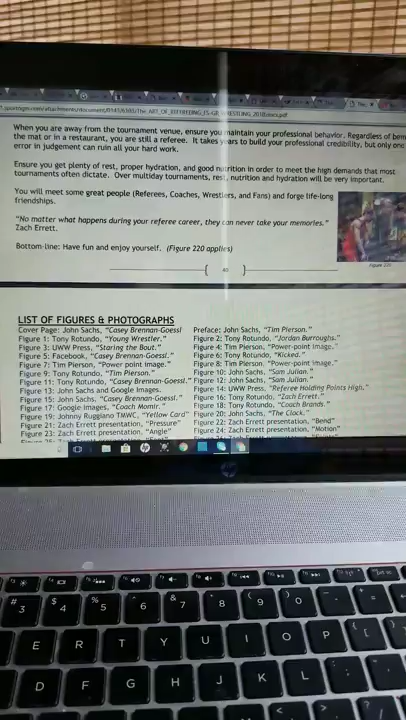 When you are away from the tournament venue, ensure you maintain your professional behavior. Regardless of
the mat or in a restaurant, you are still a referee. It takes years to build your professional credibility, but only one
error in judgement can ruin all your hard work.
Ensure you get plenty of rest, proper hydration, and good nutrition in order to meet the high demands that most
tournaments often dictate. Over multiday tournaments, rest, nutrition and hydration will be very important.
You will meet some great people (Referees, Coaches, Wrestlers, and Fans) and forge life-long
friendships.
"No matter what happens during your referee career, they can never take your memories."
Zach Errett.
Bottom-line: Have fun and enjoy yourself. (Figure 220 applies)
Figure 220
LIST OF FIGURES & PHOTOGRAPHS
Cover Page: John Sachs, "Casey Brennan-Goessl Preface: John Sachs, "Tim Pierson."
Figure 1: Tony Rotundo, "Young Wrestler." Figure 2: Tony Rotundo, "Jordan Burroughs."
Figure 3: UWW Press, "Staring the Bout." Figure 4: Tim Pierson, "Power-point image."
Figure 5: Facebook, "Casey Brennan-Goessl." Figure 6: Tony Rotundo, "Kicked."
Figure 7: Tim Pierson, "Power point image." Figure 8: Tim Pierson, "Power-point image."
Figure 9: Tony Rotundo, "Tim Pierson." Figure 10: John Sachs, "Sam Julian."
Figure 11: Tony Rotundo, "Casey Brennan-Goessl." Figure 12: John Sachs, "Sam Julian."
Figure 13: John Sachs and Google Images. Figure 14: UWW Press, "Referee Holding Points High."
Figure 15: John Sachs, "Casey Brennan-Goessl." Figure 16: Tony Rotundo, "Zach Errett."
Figure 17: Google Images, "Coach Momir." Figure 18: Tony Rotundo, "Coach Brands."
Figure 19: Johnny Ruggiano TMWC, "Yellow Card" Figure 20: John Sachs, "The Clock."
Figure 21: Zach Errett presentation, "Pressure" Figure 22: Zach Errett presentation, "Bend"
Figure 23: Zach Errett presentation, "Angle" Figure 24: Zach Errett presentation, "Motion"
hp
# 3 $ 4 % 5 ^ 6 & 7 * 8 ( 9 ) 0
E R T Y U I O P
D F G H J K L